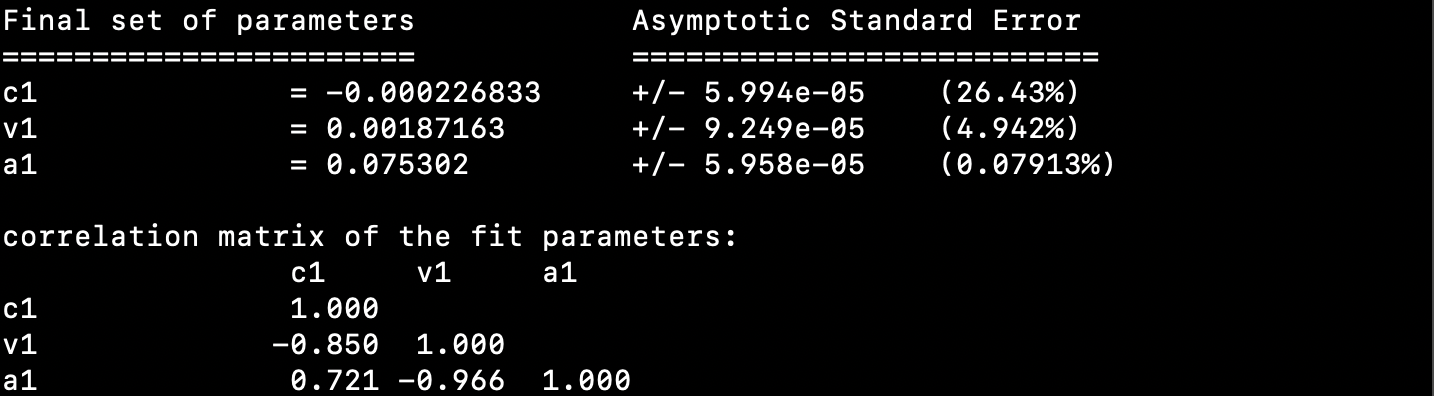 Final set of parameters            Asymptotic Standard Error
=======================            ==========================
c1              = -0.000226833     +/- 5.994e-05    (26.43%)
v1              = 0.00187163       +/- 9.249e-05    (4.942%)
a1              = 0.075302         +/- 5.958e-05    (0.07913%)
correlation matrix of the fit parameters:
                c1     v1     a1
c1              1.000
v1             -0.850  1.000
a1              0.721 -0.966  1.000